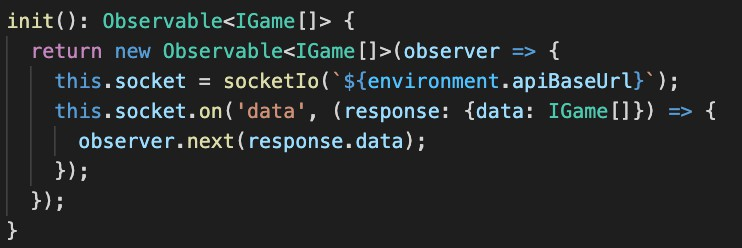 init(): Observable<IGame[]> {
  return new Observable<IGame[]>(observer => {
    this.socket = socketIo(`${environment.apiBaseUrl}`);
    this.socket.on('data', (response: {data: IGame[]}) => {
      observer.next(response.data);
    });
  });
}